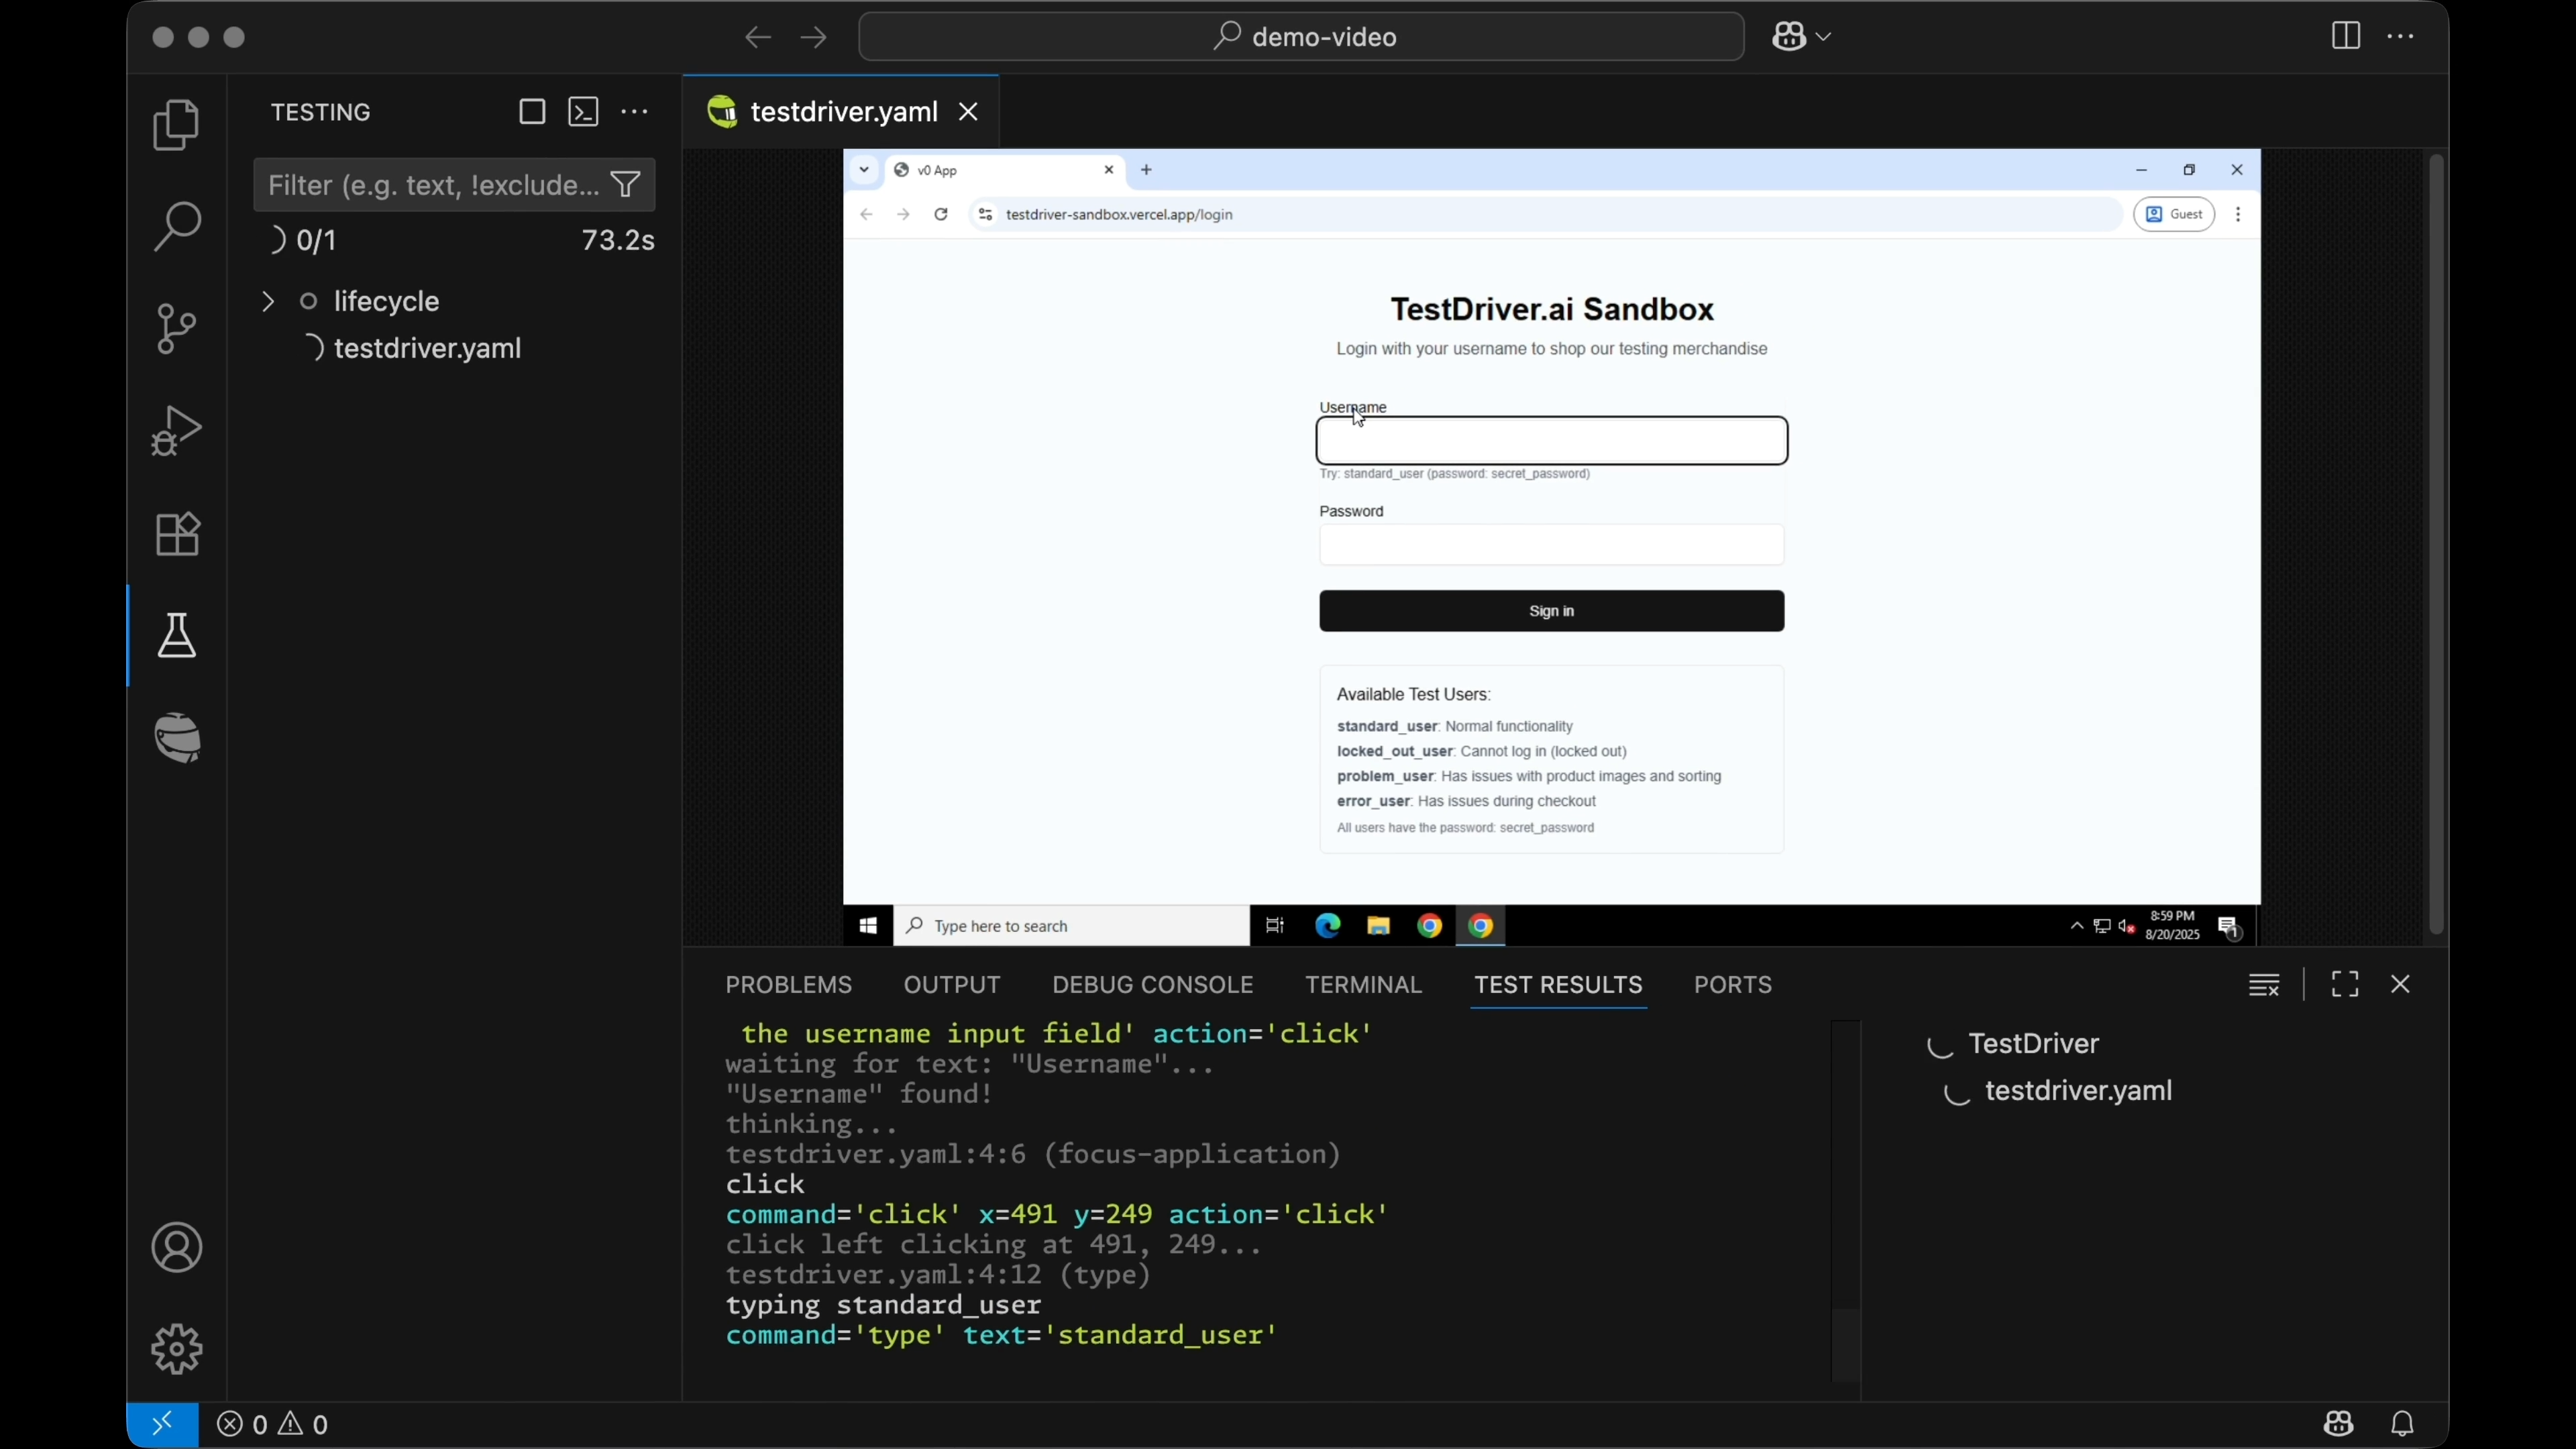 demo-video
TESTING
Filter (e.g. text, !exclude...
0/1
73.2s
lifecycle
testdriver.yaml
testdriver.yaml
v0 App
testdriver-sandbox.vercel.app/login
Guest
TestDriver.ai Sandbox
Login with your username to shop our testing merchandise
Username
Try: standard_user (password: secret_password)
Password
Sign in
Available Test Users:
standard_user: Normal functionality
locked_out_user: Cannot log in (locked out)
problem_user: Has issues with product images and sorting
error_user: Has issues during checkout
All users have the password: secret_password
Type here to search
8:59 PM
8/20/2025
1
PROBLEMS OUTPUT DEBUG CONSOLE TERMINAL TEST RESULTS PORTS
the username input field' action='click'
waiting for text: "Username"...
"Username" found!
thinking...
testdriver.yaml:4:6 (focus-application)
click
command='click' x=491 y=249 action='click'
click left clicking at 491, 249...
testdriver.yaml:4:12 (type)
typing standard_user
command='type' text='standard_user'
TestDriver
testdriver.yaml
0 0